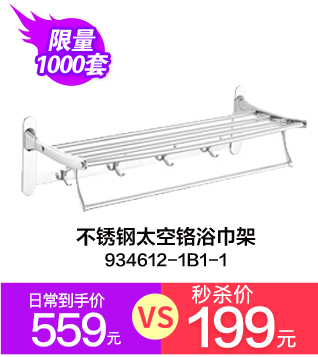 限量
1000套
不锈钢太空铬浴巾架
934612-1B1-1
日常到手价
559元
VS
秒杀价
199元